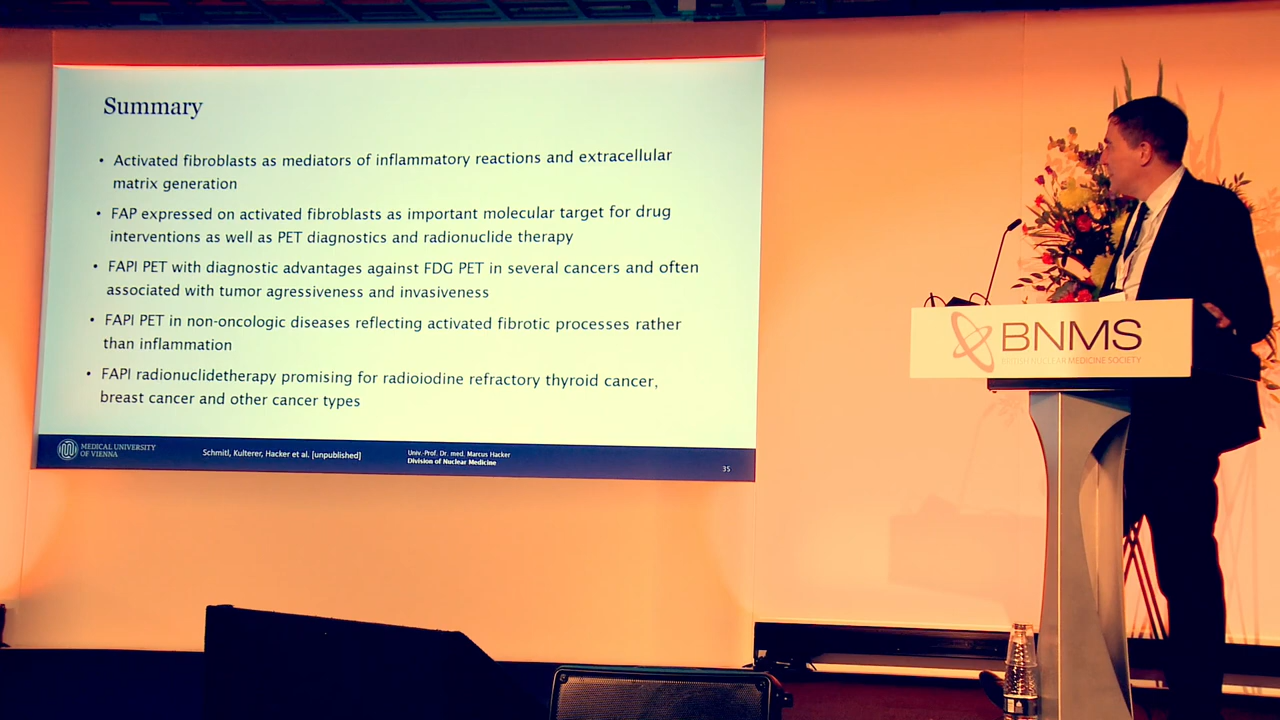 Summary
• Activated fibroblasts as mediators of inflammatory reactions and extracellular
matrix generation
• FAP expressed on activated fibroblasts as important molecular target for drug
interventions as well as PET diagnostics and radionuclide therapy
• FAPI PET with diagnostic advantages against FDG PET in several cancers and often
associated with tumor agressiveness and invasiveness
• FAPI PET in non-oncologic diseases reflecting activated fibrotic processes rather
than inflammation
• FAPI radionuclidetherapy promising for radioiodine refractory thyroid cancer,
breast cancer and other cancer types
MEDICAL UNIVERSITY
OF VIENNA
Schmitl, Kulterer, Hacker et al. [unpublished]
Univ.-Prof. Dr. med. Marcus Hacker
Division of Nuclear Medicine
35
BNMS
BRITISH NUCLEAR MEDICINE SOCIETY